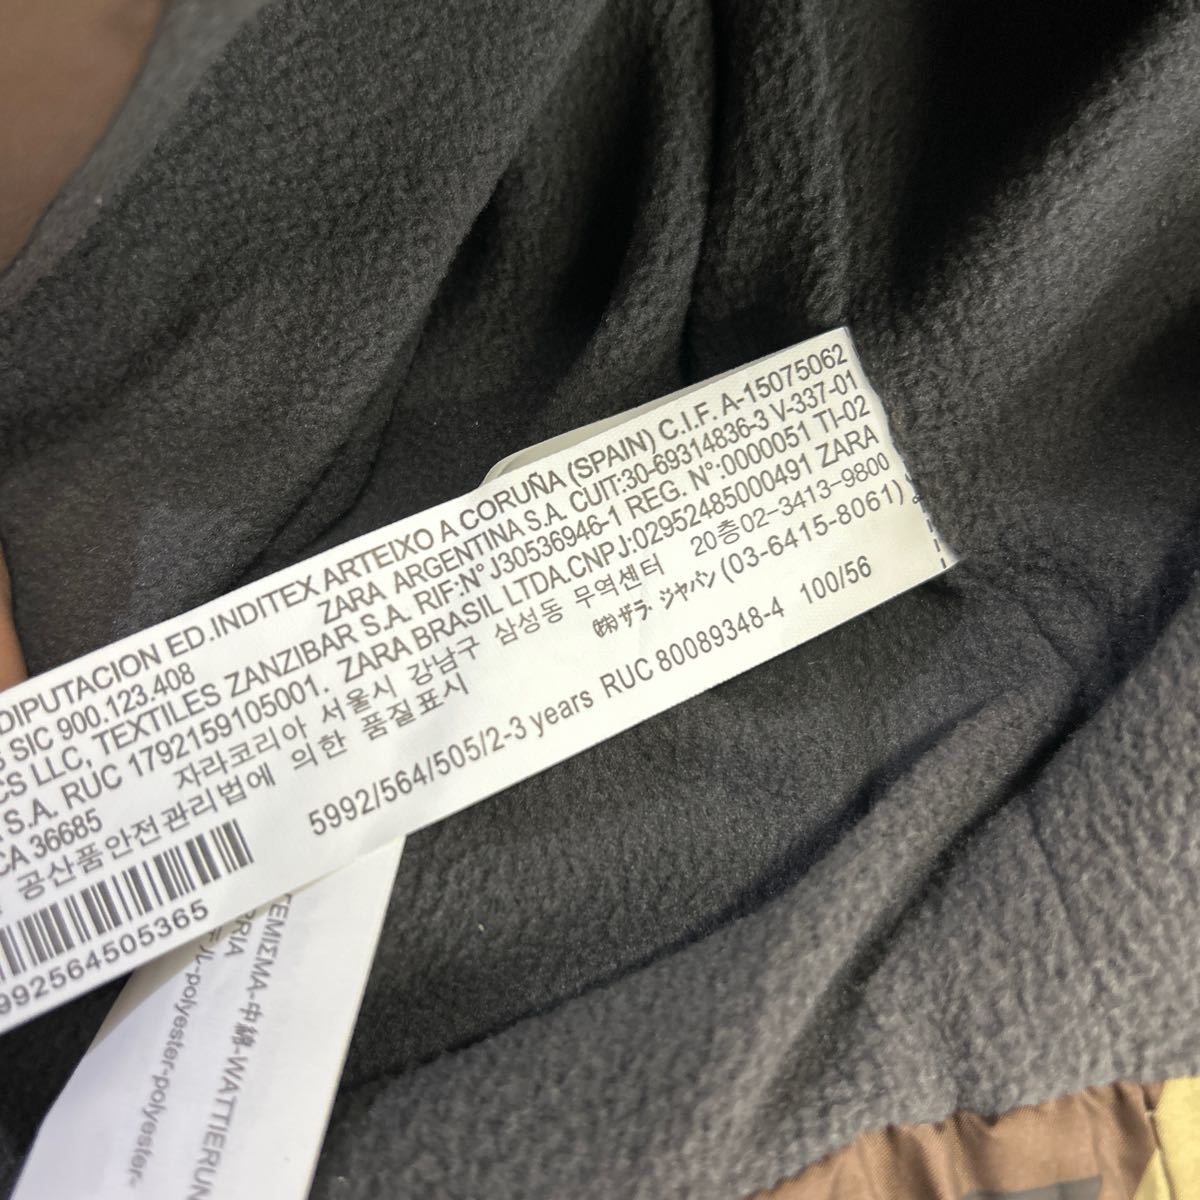 DIPUTACION ED.INDITEX ARTEIXO A CORUÑA (SPAIN) C.I.F. A-15075062
SIC 900.123.408 ZARA ARGENTINA S.A. CUIT:30-69314836-3 V-337-01
LLC, TEXTILES ZANZIBAR S.A. RIF:N° J30536946-1 REG. N°:0000051 TI-02
S.A. RUC 1792159105001. ZARA BRASIL LTDA.CNPJ:02952485000491 ZARA
36685 자라코리아 서울시 강남구 삼성동 무역센터 20층02-3413-9800
공산품안전관리법에 의한 품질표시 ㈱ザラ・ジャパン (03-6415-8061)
5992/564/505/2-3 years RUC 80089348-4 100/56
992564505365
中綿-WATTIERUN
polyester-polyester-